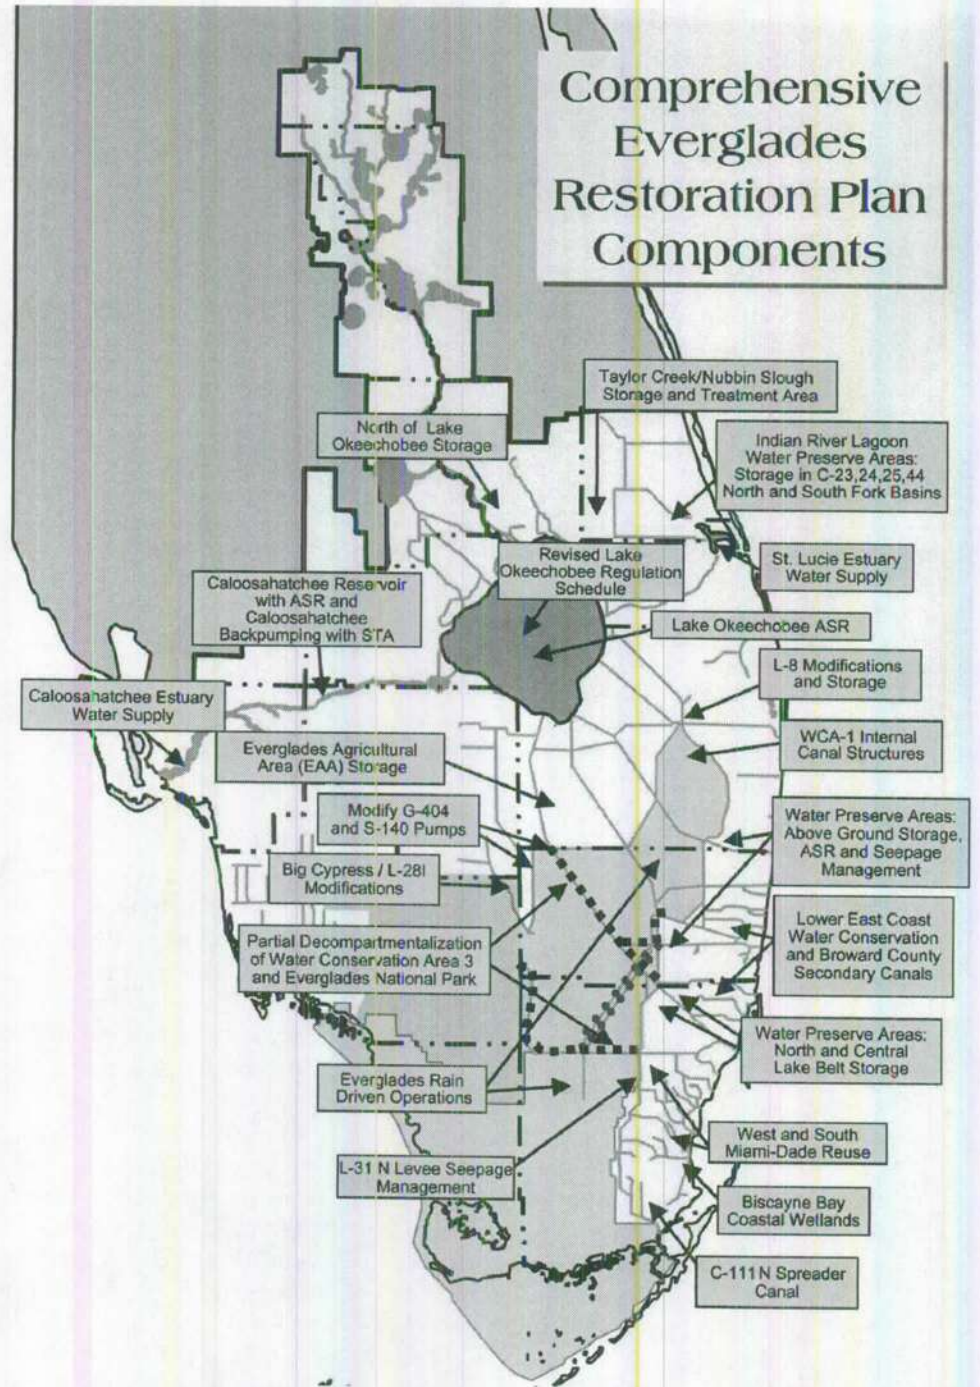 Comprehensive
Everglades
Restoration Plan
Components
Taylor Creek/Nubbin Slough
Storage and Treatment Area
North of Lake
Okeechobee Storage
Indian River Lagoon
Water Preserve Areas:
Storage in C-23,24,25,44
North and South Fork Basins
Revised Lake
Okeechobee Regulation
Schedule
St. Lucie Estuary
Water Supply
Caloosahatchee Reservoir
with ASR and
Caloosahatchee
Backpumping with STA
Lake Okeechobee ASR
L-8 Modifications
and Storage
Caloosahatchee Estuary
Water Supply
WCA-1 Internal
Canal Structures
Everglades Agricultural
Area (EAA) Storage
Modify G-404
and S-140 Pumps
Water Preserve Areas:
Above Ground Storage,
ASR and Seepage
Management
Big Cypress / L-28I
Modifications
Lower East Coast
Water Conservation
and Broward County
Secondary Canals
Partial Decompartmentalization
of Water Conservation Area 3
and Everglades National Park
Water Preserve Areas:
North and Central
Lake Belt Storage
Everglades Rain
Driven Operations
West and South
Miami-Dade Reuse
L-31 N Levee Seepage
Management
Biscayne Bay
Coastal Wellands
C-111N Spreader
Canal